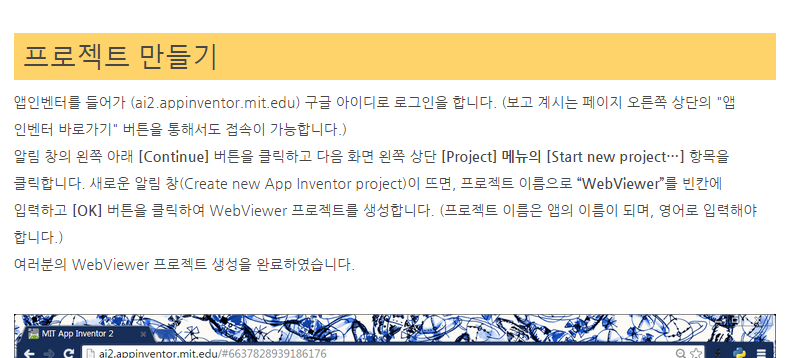 프로젝트 만들기
앱인벤터를 들어가 (ai2.appinventor.mit.edu) 구글 아이디로 로그인을 합니다. (보고 계시는 페이지 오른쪽 상단의 "앱
인벤터 바로가기" 버튼을 통해서도 접속이 가능합니다.)
알림 창의 왼쪽 아래 [Continue] 버튼을 클릭하고 다음 화면 왼쪽 상단 [Project] 메뉴의 [Start new project…] 항목을
클릭합니다. 새로운 알림 창(Create new App Inventor project)이 뜨면, 프로젝트 이름으로 “WebViewer”를 빈칸에
입력하고 [OK] 버튼을 클릭하여 WebViewer 프로젝트를 생성합니다. (프로젝트 이름은 앱의 이름이 되며, 영어로 입력해야
합니다.)
여러분의 WebViewer 프로젝트 생성을 완료하였습니다.
MIT App Inventor 2
ai2.appinventor.mit.edu/#6637828939186176